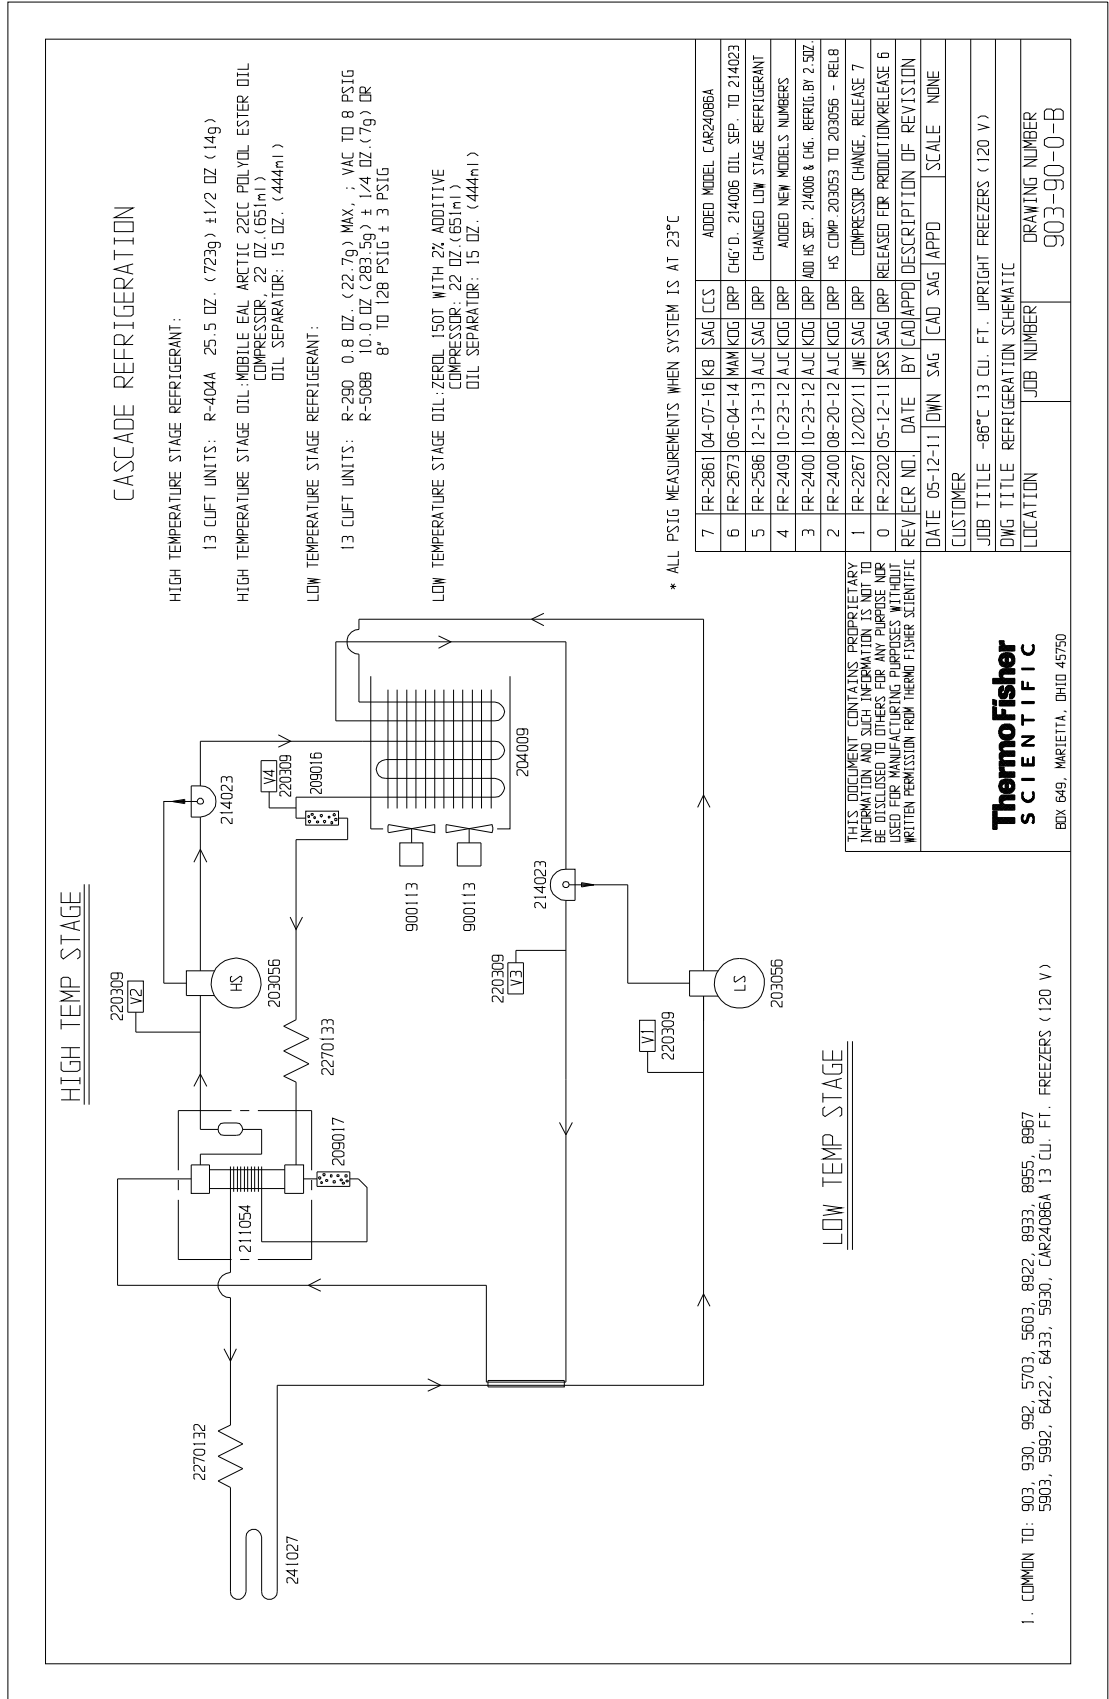 HIGH TEMP STAGE
CASCADE REFRIGERATION
HIGH TEMPERATURE STAGE REFRIGERANT:
13 CUFT UNITS: R-404A 25.5 OZ. (723g) ±1/2 OZ (14g)
HIGH TEMPERATURE STAGE OIL:MOBILE EAL ARCTIC 22CC POLYOL ESTER OIL
COMPRESSOR, 22 OZ.(651ml)
OIL SEPARATOR: 15 OZ. (444ml)
LOW TEMPERATURE STAGE REFRIGERANT:
13 CUFT UNITS: R-290 0.8 OZ. (22.7g) MAX, ; VAC TO 8 PSIG
R-508B 10.0 OZ (283.5g) ± 1/4 OZ.(7g) OR
8" TO 128 PSIG ± 3 PSIG
LOW TEMPERATURE STAGE OIL:ZEROL 150T WITH 2% ADDITIVE
COMPRESSOR: 22 OZ.(651ml)
OIL SEPARATOR: 15 OZ. (444ml)
* ALL PSIG MEASUREMENTS WHEN SYSTEM IS AT 23°C
2270132
241027
211054
209017
2270133
220309
V2
HS
203056
214023
V4
220309
209016
204009
900113
900113
214023
220309
V3
V1
220309
LS
203056
LOW TEMP STAGE
1. COMMON TO: 903, 930, 992, 5703, 5603, 8922, 8933, 8955, 8967
5903, 5992, 6422, 6433, 5930, CAR24086A 13 CU. FT. FREEZERS (120 V)
7 FR-2861 04-07-16 KB SAG CCS ADDED MODEL CAR24086A
6 FR-2673 06-04-14 MAM KDG DRP CHG'D. 214006 OIL SEP. TO 214023
5 FR-2586 12-13-13 AJC SAG DRP CHANGED LOW STAGE REFRIGERANT
4 FR-2409 10-23-12 AJC KDG DRP ADDED NEW MODELS NUMBERS
3 FR-2400 10-23-12 AJC KDG DRP ADD HS SEP. 214006 & CHG. REFRIG.BY 2.5OZ.
2 FR-2400 08-20-12 AJC KDG DRP HS COMP.203053 TO 203056 - REL8
1 FR-2267 12/02/11 JWE SAG DRP COMPRESSOR CHANGE, RELEASE 7
0 FR-2202 05-12-11 SRS SAG DRP RELEASED FOR PRODUCTION/RELEASE 6
REV ECR NO. DATE BY CAD APPD DESCRIPTION OF REVISION
DATE 05-12-11 DWN SAG CAD SAG APPD SCALE NONE
CUSTOMER
JOB TITLE -86°C 13 CU. FT. UPRIGHT FREEZERS (120 V)
DWG TITLE REFRIGERATION SCHEMATIC
LOCATION JOB NUMBER DRAWING NUMBER
903-90-0-B
THIS DOCUMENT CONTAINS PROPRIETARY
INFORMATION AND SUCH INFORMATION IS NOT TO
BE DISCLOSED TO OTHERS FOR ANY PURPOSE NOR
USED FOR MANUFACTURING PURPOSES WITHOUT
WRITTEN PERMISSION FROM THERMO FISHER SCIENTIFIC
ThermoFisher
SCIENTIFIC
BOX 649, MARIETTA, OHIO 45750